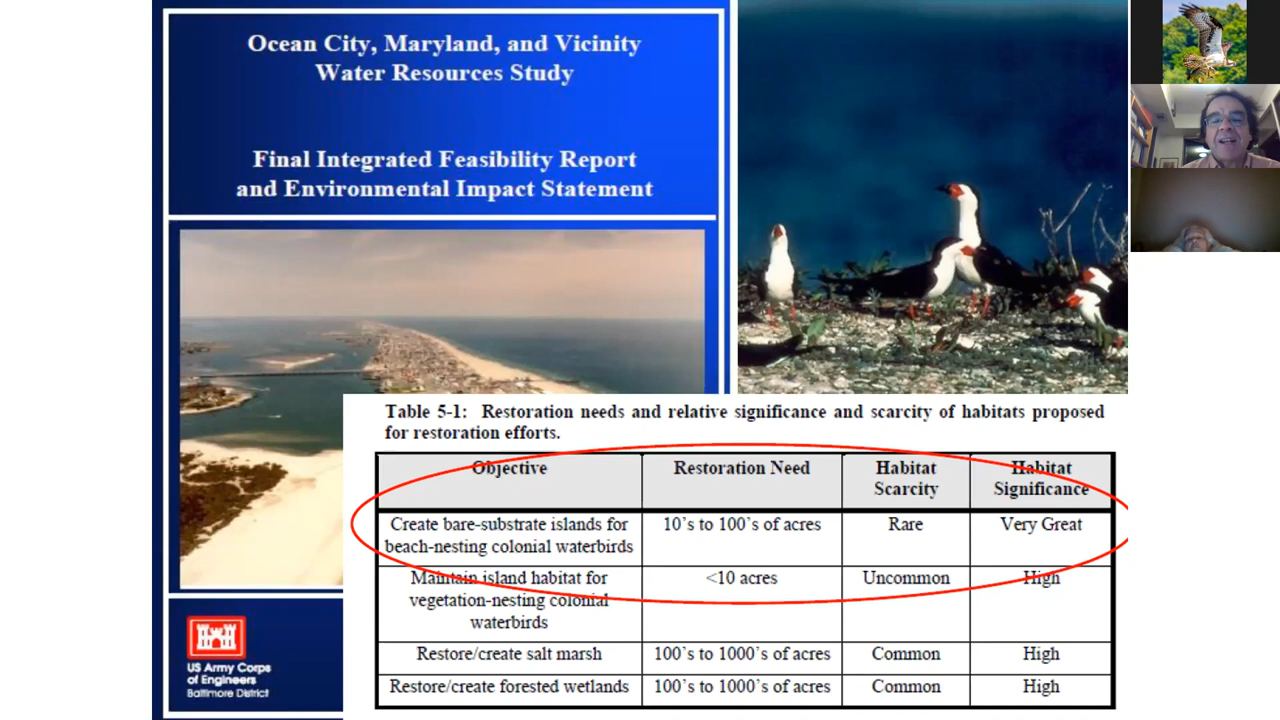 Ocean City, Maryland, and Vicinity
Water Resources Study
Final Integrated Feasibility Report
and Environmental Impact Statement
US Army Corps
of Engineers
Baltimore District
Table 5-1: Restoration needs and relative significance and scarcity of habitats proposed
for restoration efforts.
Objective
Restoration Need
Habitat
Scarcity
Habitat
Significance
Create bare-substrate islands for
beach-nesting colonial waterbirds
10's to 100's of acres
Rare
Very Great
Maintain island habitat for
vegetation-nesting colonial
waterbirds
<10 acres
Uncommon
High
Restore/create salt marsh
100's to 1000's of acres
Common
High
Restore/create forested wetlands
100's to 1000's of acres
Common
High